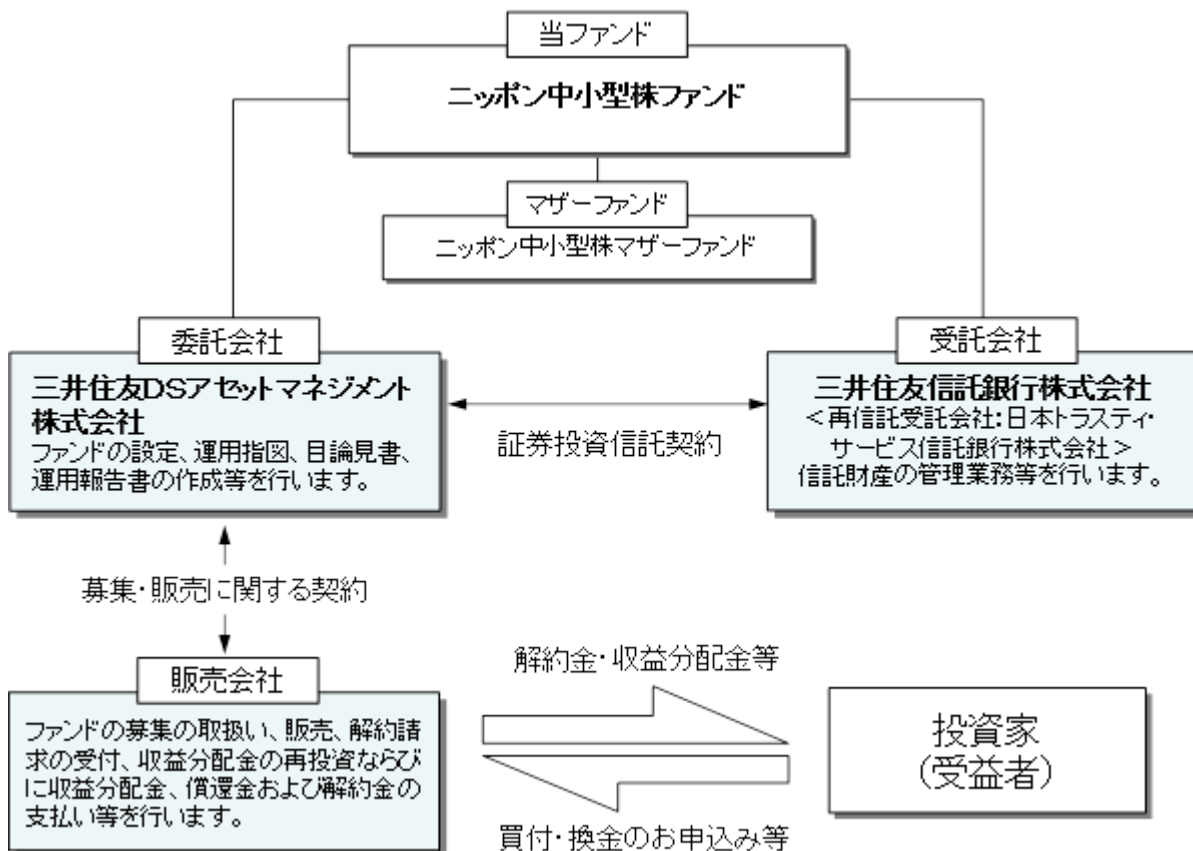 当ファンド
ニッポン中小型株ファンド
マザーファンド
ニッポン中小型株マザーファンド
委託会社
三井住友DSアセットマネジメント
株式会社
ファンドの設定、運用指図、目論見書、
運用報告書の作成等を行います。
証券投資信託契約
受託会社
三井住友信託銀行株式会社
<再信託受託会社:日本トラスティ・
サービス信託銀行株式会社>
信託財産の管理業務等を行います。
募集・販売に関する契約
販売会社
ファンドの募集の取扱い、販売、解約請
求の受付、収益分配金の再投資ならび
に収益分配金、償還金および解約金の
支払い等を行います。
解約金・収益分配金等
買付・換金のお申込み等
投資家
(受益者)